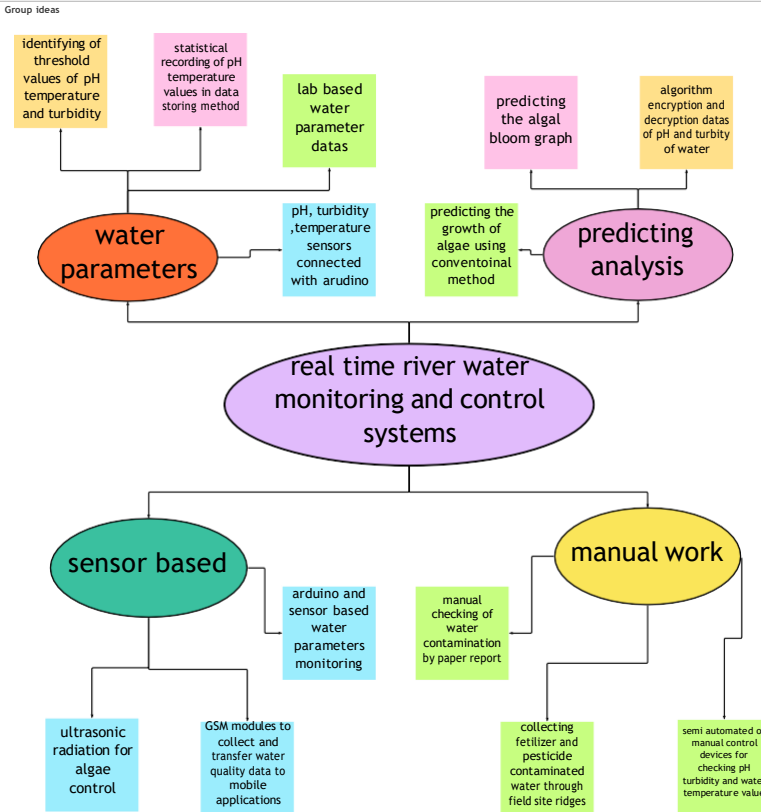 Group ideas
identifying of
threshold
values of pH
temperature
and turbidity
statistical
recording of pH
temperature
values in data
storing method
lab based
water
parameter
datas
predicting
the algal
bloom graph
algorithm
encryption and
decryption datas
of pH and turbity
of water
water
parameters
pH, turbidity
,temperature
sensors
connected
with arudino
predicting the
growth of
algae using
conventoinal
method
predicting
analysis
real time river water
monitoring and control
systems
sensor based
manual work
arduino and
sensor based
water
parameters
monitoring
manual
checking of
water
contamination
by paper report
ultrasonic
radiation for
algae
control
GSM modules to
collect and
transfer water
quality data to
mobile
applications
collecting
fetilizer and
pesticide
contaminated
water through
field site ridges
semi automated
manual control
devices for
checking pH
turbidity and
temperature